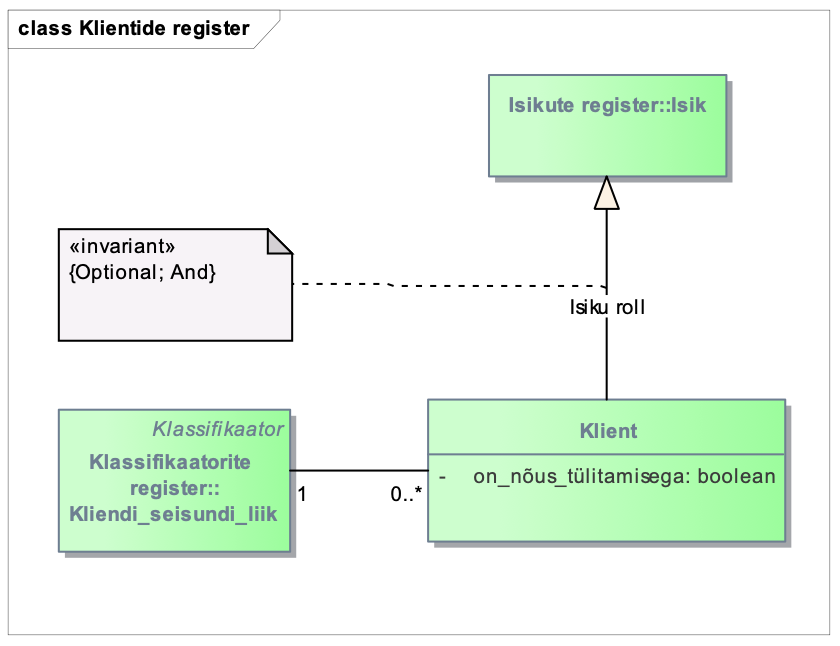 class Klientide register
Isikute register::Isik
«invariant»
{Optional; And}
Isiku roll
Klassifikaator
Klassifikaatorite
register::
Kliendi_seisundi_liik
1
0..*
Klient
- on_nõus_tülitamisega: boolean